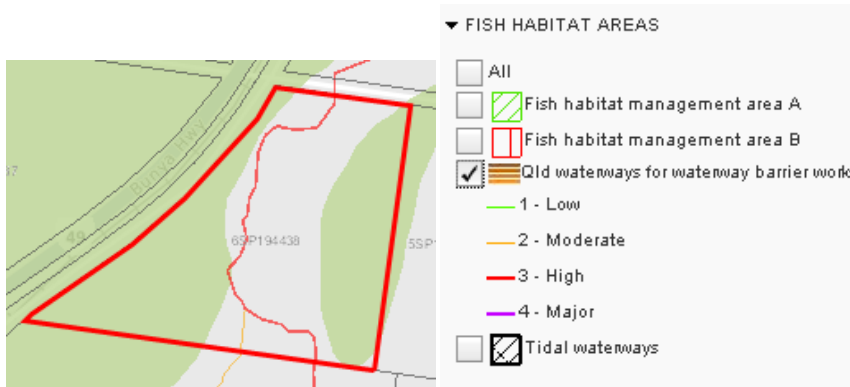 Bunya Hwy
49
6SP194438
FISH HABITAT AREAS
All
Fish habitat management area A
Fish habitat management area B
Qld waterways for waterway barrier work
1 - Low
2 - Moderate
3 - High
4 - Major
Tidal waterways